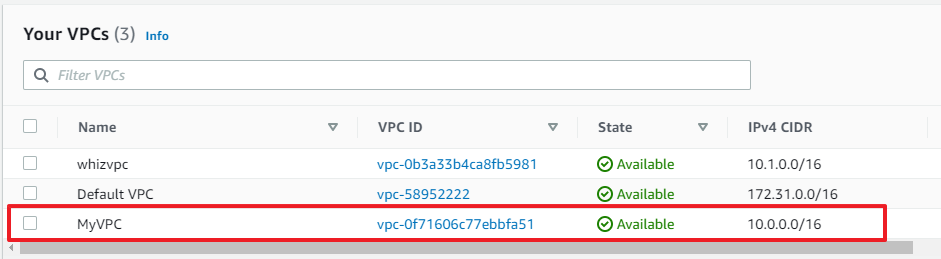 Your VPCs (3) Info
Filter VPCs
Name VPC ID State IPv4 CIDR
whizvpc vpc-0b3a33b4ca8fb5981 Available 10.1.0.0/16
Default VPC vpc-58952222 Available 172.31.0.0/16
MyVPC vpc-0f71606c77ebbfa51 Available 10.0.0.0/16